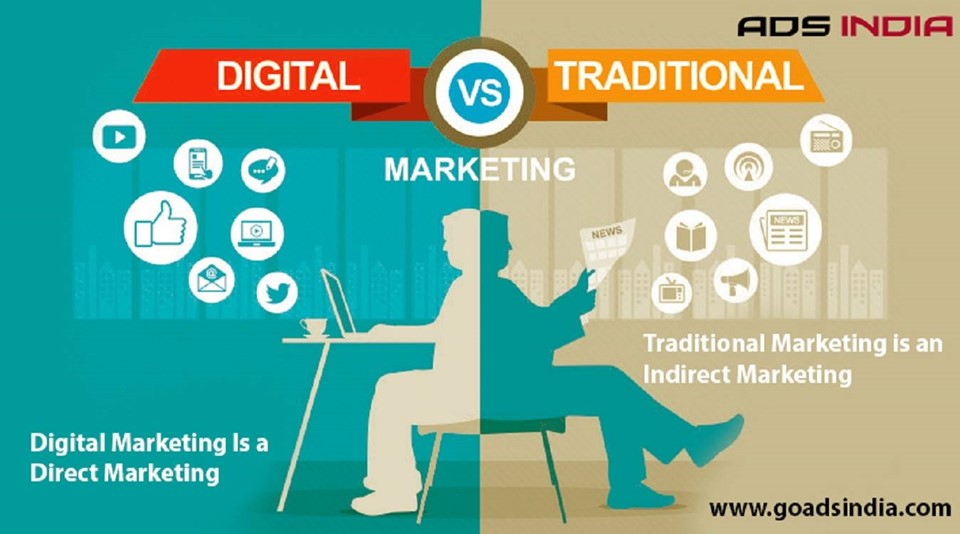 ADS INDIA
DIGITAL VS TRADITIONAL
MARKETING
NEWS
NEWS
@
Traditional Marketing is an
Indirect Marketing
Digital Marketing Is a
Direct Marketing
www.goadsindia.com